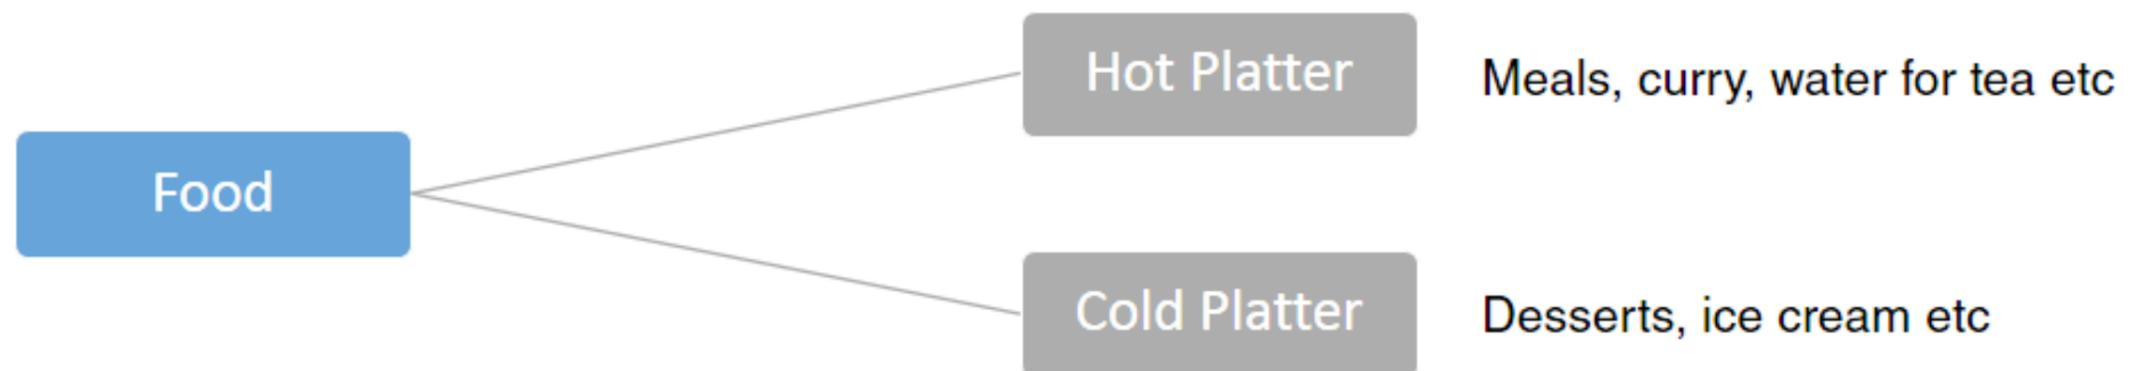 Hot Platter
Meals, curry, water for tea etc
Food
Cold Platter
Desserts, ice cream etc